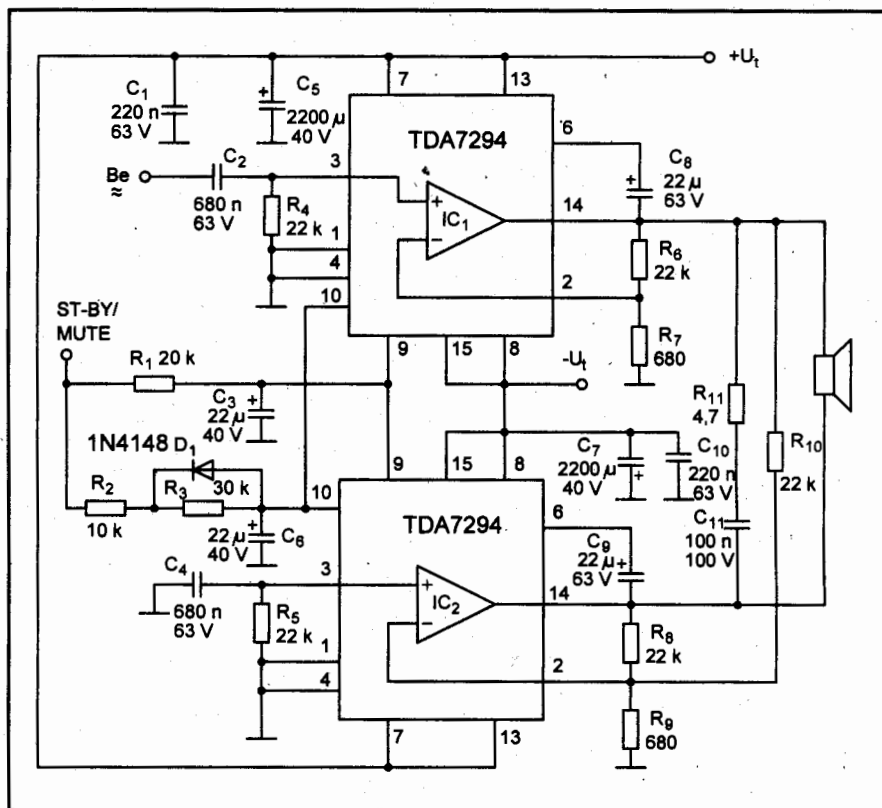 +Ut
C1
220 n
63 V
C5
+
2200 μ
40 V
7
13
TDA7294
6
C8
+
22 μ
63 V
Be
≈
C2
680 n
63 V
3
R4
22 k
+
−
IC1
14
1
4
10
2
R6
22 k
R7
680
ST-BY/
MUTE
R1 20 k
9
15
8
-Ut
C3
+
22 μ
40 V
R11
4,7
R10
22 k
1N4148 D1
R2
10 k
R3
30 k
+
22 μ
40 V
C6
9
15
8
C7
2200 μ
40 V
+
C10
220 n
63 V
C11
100 n
100 V
10
TDA7294
6
C9
22 μ
63 V
+
C4
680 n
63 V
3
R5
22 k
+
−
IC2
14
1
4
2
R8
22 k
R9
680
7
13